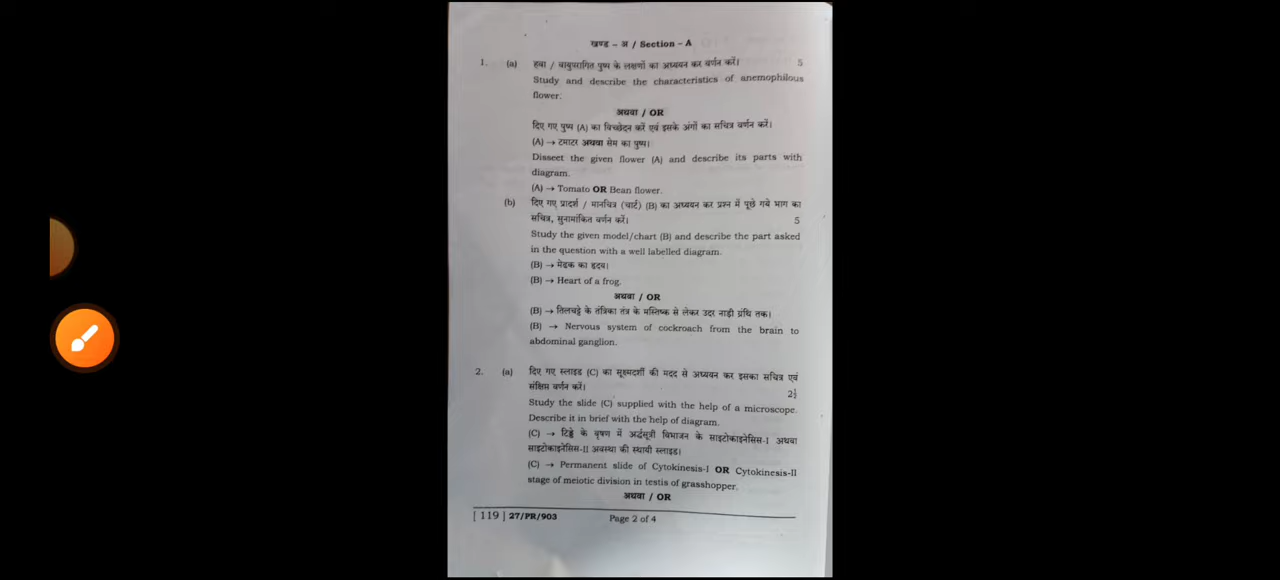 खण्ड – अ / Section – A
1. (a) हवा / वायुपरागित पुष्प के लक्षणों का अध्ययन कर वर्णन करें। 5
Study and describe the characteristics of anemophilous
flower.
अथवा / OR
दिए गए पुष्प (A) का विच्छेदन करें एवं इसके अंगों का सचित्र वर्णन करें।
(A) → टमाटर अथवा सेम का पुष्प।
Dissect the given flower (A) and describe its parts with
diagram.
(A) → Tomato OR Bean flower.
(b) दिए गए प्रादर्श / मानचित्र (चार्ट) (B) का अध्ययन कर प्रश्न में पूछे गये भाग का
सचित्र, सुनामांकित वर्णन करें। 5
Study the given model/chart (B) and describe the part asked
in the question with a well labelled diagram.
(B) → मेढक का हृदय।
(B) → Heart of a frog.
अथवा / OR
(B) → तिलचट्टे के तंत्रिका तंत्र के मस्तिष्क से लेकर उदर नाड़ी ग्रंथि तक।
(B) → Nervous system of cockroach from the brain to
abdominal ganglion.
2. (a) दिए गए स्लाइड (C) का सूक्ष्मदर्शी की मदद से अध्ययन कर इसका सचित्र एवं
संक्षिप्त वर्णन करें। 2½
Study the slide (C) supplied with the help of a microscope.
Describe it in brief with the help of diagram.
(C) → टिड्डे के वृषण में अर्द्धसूत्री विभाजन के साइटोकाइनेसिस-I अथवा
साइटोकाइनेसिस-II अवस्था की स्थायी स्लाइड।
(C) → Permanent slide of Cytokinesis-I OR Cytokinesis-II
stage of meiotic division in testis of grasshopper.
अथवा / OR
[ 119 ] 27/PR/903 Page 2 of 4